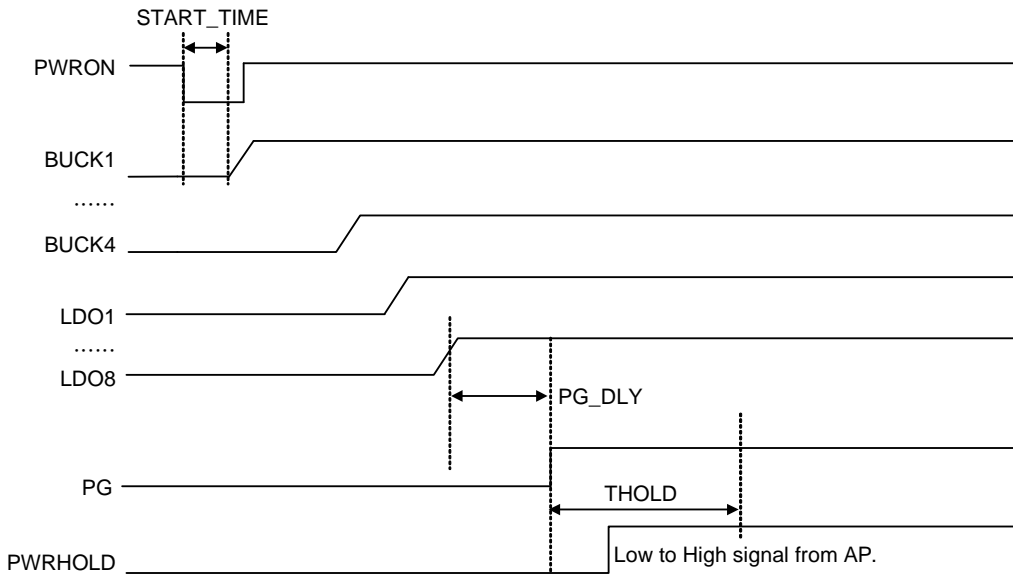 START_TIME
PWRON
BUCK1
......
BUCK4
LDO1
......
LDO8
PG_DLY
PG
THOLD
PWRHOLD
Low to High signal from AP.